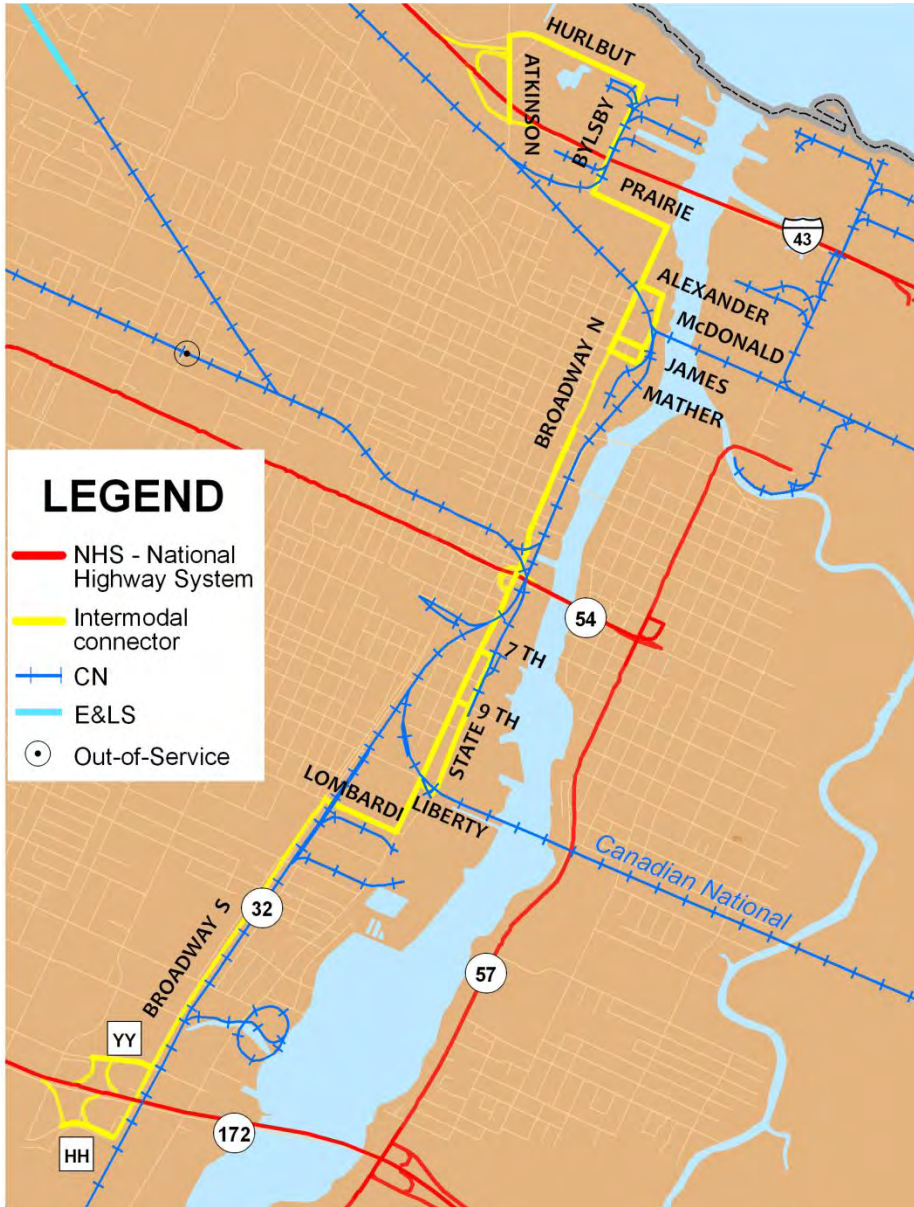 HURLBUT
ATKINSON
BYLSBY
PRAIRIE
43
ALEXANDER
McDONALD
BROADWAY N
JAMES
MATHER
LEGEND
NHS - National
Highway System
Intermodal
connector
CN
E&LS
Out-of-Service
54
7 TH
9 TH
STATE
LOMBARDI
LIBERTY
Canadian National
32
BROADWAY S
57
YY
172
HH